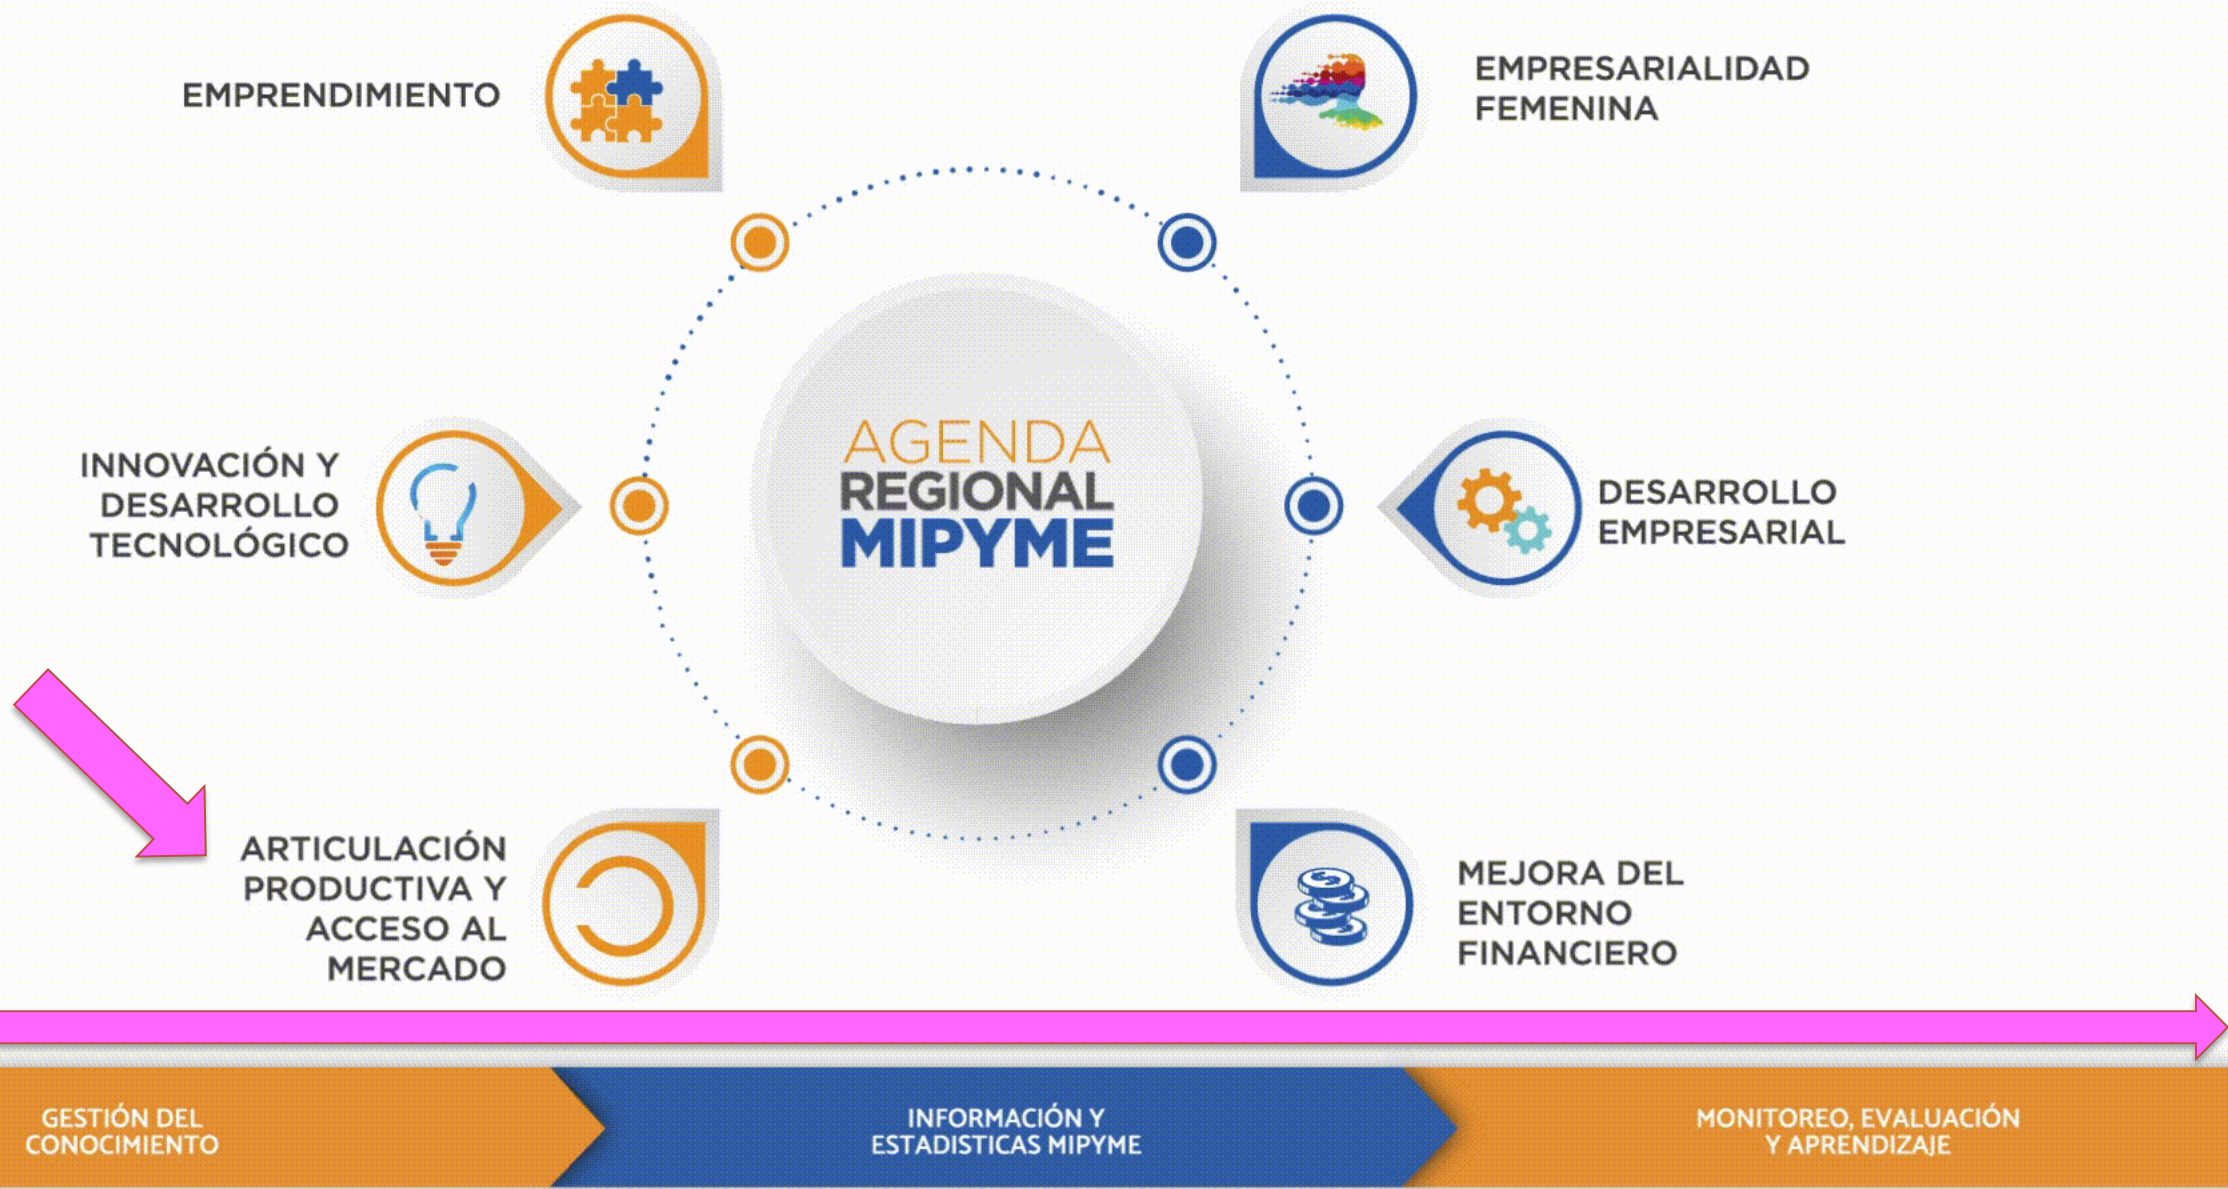 EMPRENDIMIENTO
EMPRESARIALIDAD
FEMENINA
INNOVACIÓN Y
DESARROLLO
TECNOLÓGICO
AGENDA
REGIONAL
MIPYME
DESARROLLO
EMPRESARIAL
ARTICULACIÓN
PRODUCTIVA Y
ACCESO AL
MERCADO
MEJORA DEL
ENTORNO
FINANCIERO
GESTIÓN DEL
CONOCIMIENTO
INFORMACIÓN Y
ESTADISTICAS MIPYME
MONITOREO, EVALUACIÓN
Y APRENDIZAJE